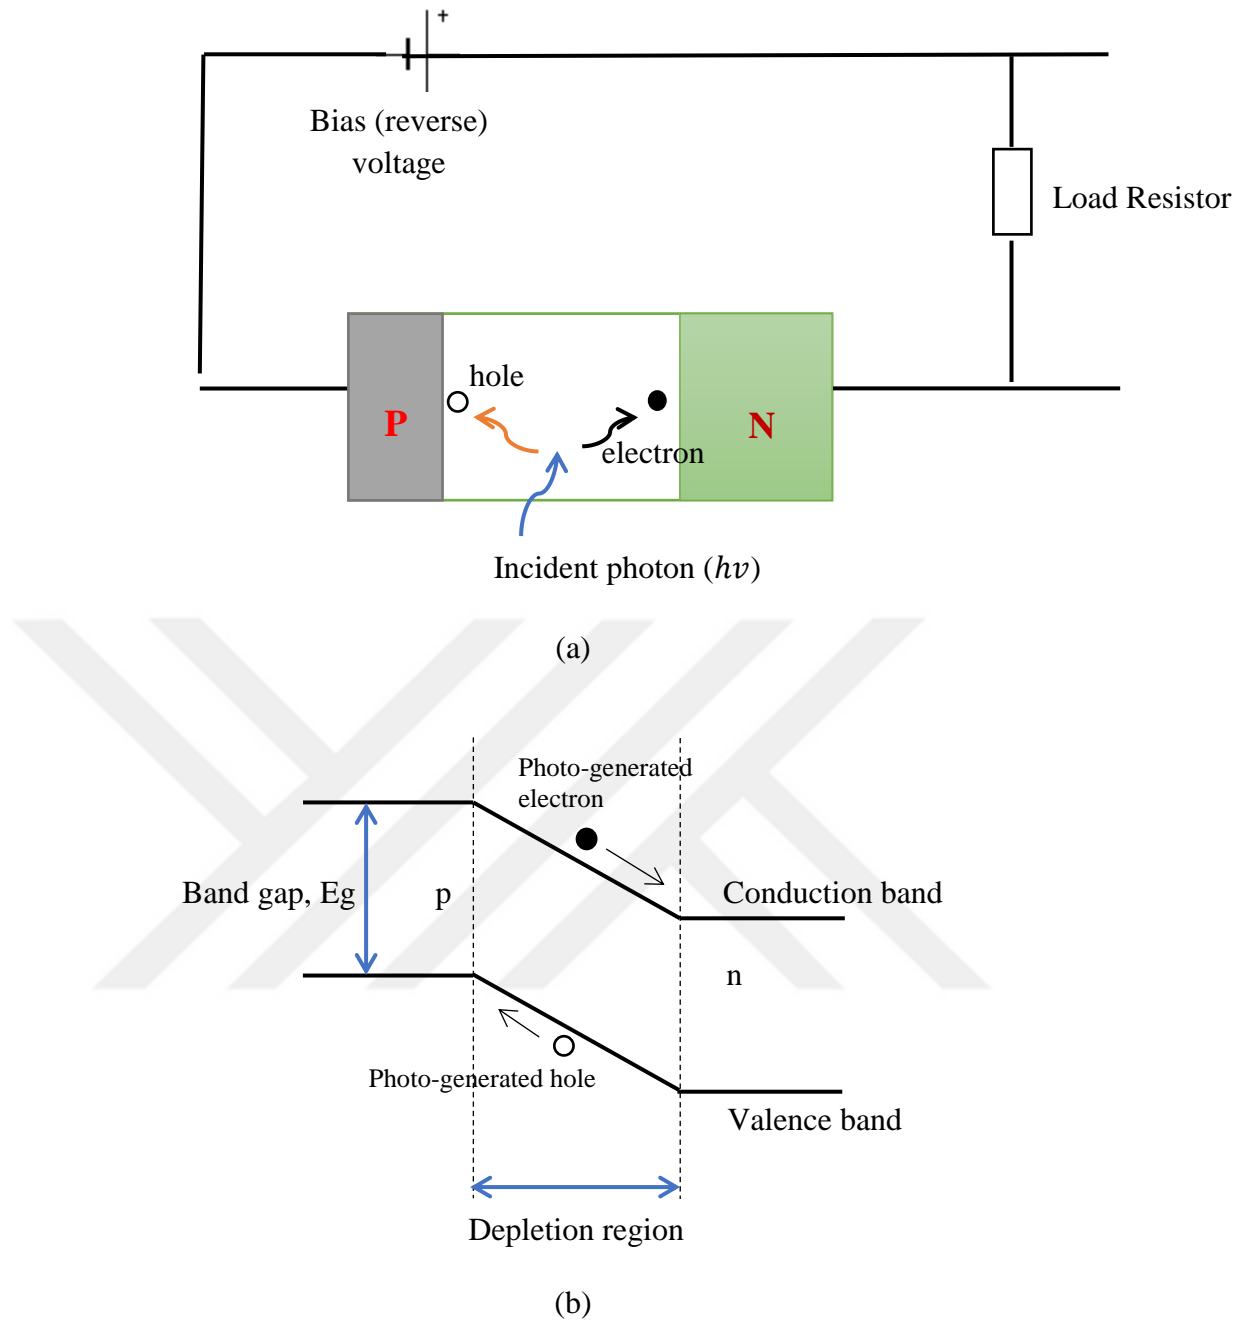 +
Bias (reverse)
voltage
Load Resistor
hole
P
N
electron
Incident photon (hv)
(a)
Photo-generated
electron
Band gap, Eg
p
Conduction band
n
Photo-generated hole
Valence band
Depletion region
(b)